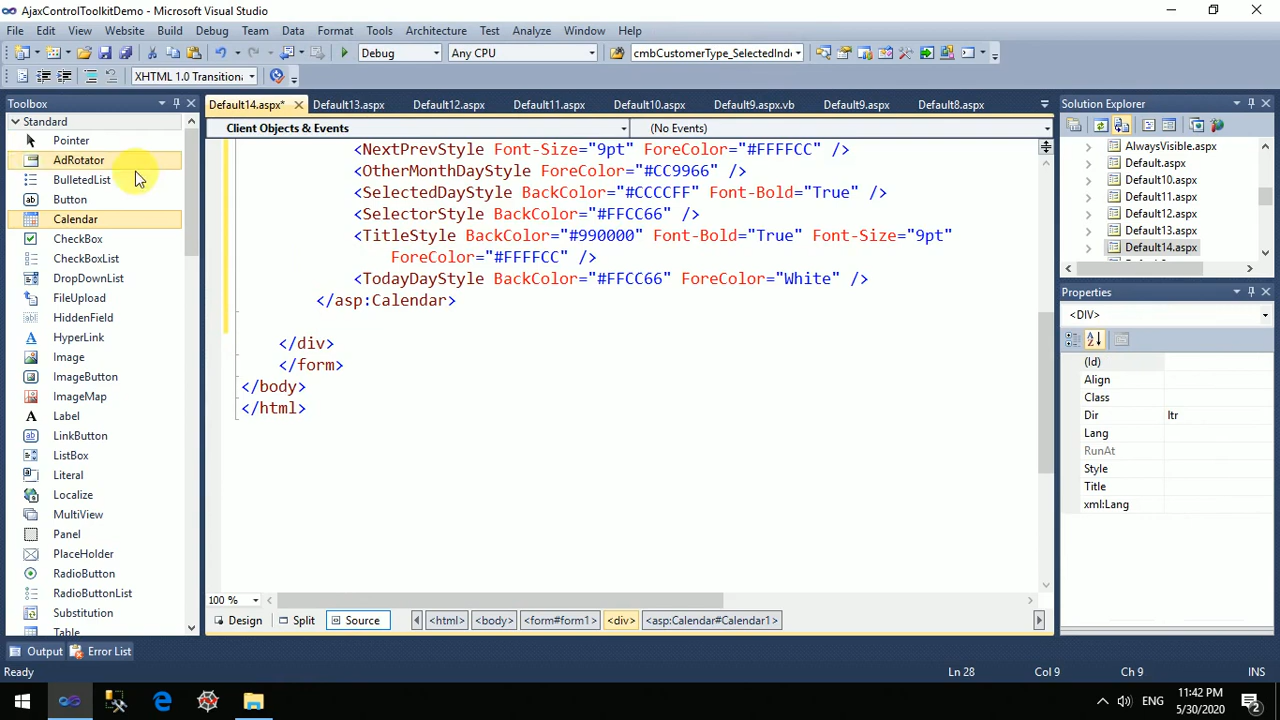 AjaxControlToolkitDemo - Microsoft Visual Studio
File Edit View Website Build Debug Team Data Format Tools Architecture Test Analyze Window Help
Debug Any CPU cmbCustomerType_SelectedInde
XHTML 1.0 Transitiona
Toolbox
Standard
Pointer
AdRotator
BulletedList
Button
Calendar
CheckBox
CheckBoxList
DropDownList
FileUpload
HiddenField
HyperLink
Image
ImageButton
ImageMap
Label
LinkButton
ListBox
Literal
Localize
MultiView
Panel
PlaceHolder
RadioButton
RadioButtonList
Substitution
Table
Default14.aspx* Default13.aspx Default12.aspx Default11.aspx Default10.aspx Default9.aspx.vb Default9.aspx Default8.aspx
Client Objects & Events (No Events)
<NextPrevStyle Font-Size="9pt" ForeColor="#FFFFCC" />
<OtherMonthDayStyle ForeColor="#CC9966" />
<SelectedDayStyle BackColor="#CCCCFF" Font-Bold="True" />
<SelectorStyle BackColor="#FFCC66" />
<TitleStyle BackColor="#990000" Font-Bold="True" Font-Size="9pt"
ForeColor="#FFFFCC" />
<TodayDayStyle BackColor="#FFCC66" ForeColor="White" />
</asp:Calendar>
</div>
</form>
</body>
</html>
100 %
Design Split Source <html> <body> <form#form1> <div> <asp:Calendar#Calendar1>
Solution Explorer
AlwaysVisible.aspx
Default.aspx
Default10.aspx
Default11.aspx
Default12.aspx
Default13.aspx
Default14.aspx
Properties
<DIV>
(Id)
Align
Class
Dir ltr
Lang
RunAt
Style
Title
xml:Lang
Output Error List
Ready Ln 28 Col 9 Ch 9 INS
ENG
11:42 PM
5/30/2020
2